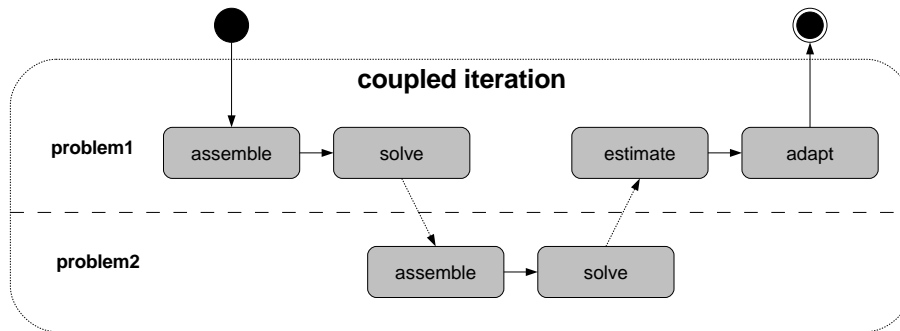 coupled iteration
problem1
assemble
solve
estimate
adapt
problem2
assemble
solve